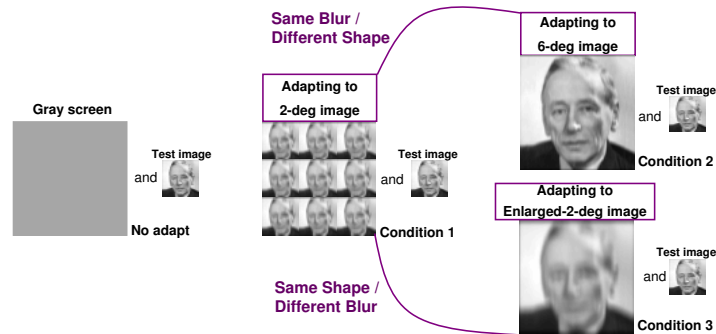 Gray screen
and
Test image
No adapt
Same Blur /
Different Shape
Adapting to
2-deg image
and
Test image
Condition 1
Same Shape /
Different Blur
Adapting to
6-deg image
and
Test image
Condition 2
Adapting to
Enlarged-2-deg image
and
Test image
Condition 3